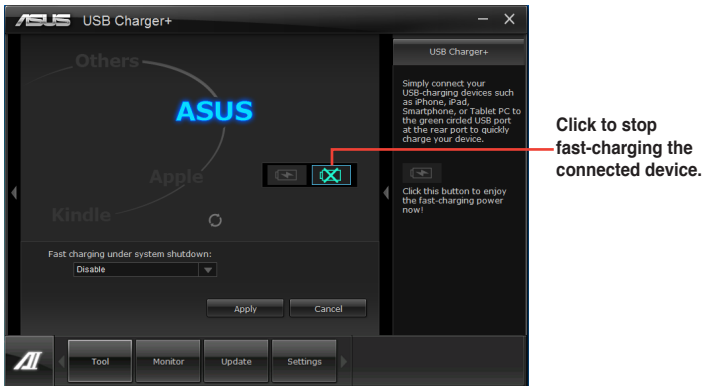 ASUS USB Charger+
Others
ASUS
Apple
Kindle
Fast charging under system shutdown:
Disable
Apply Cancel
USB Charger+
Simply connect your
USB-charging devices such
as iPhone, iPad,
Smartphone, or Tablet PC to
the green circled USB port
at the rear port to quickly
charge your device.
Click this button to enjoy
the fast-charging power
now!
Click to stop
fast-charging the
connected device.
AI Tool Monitor Update Settings